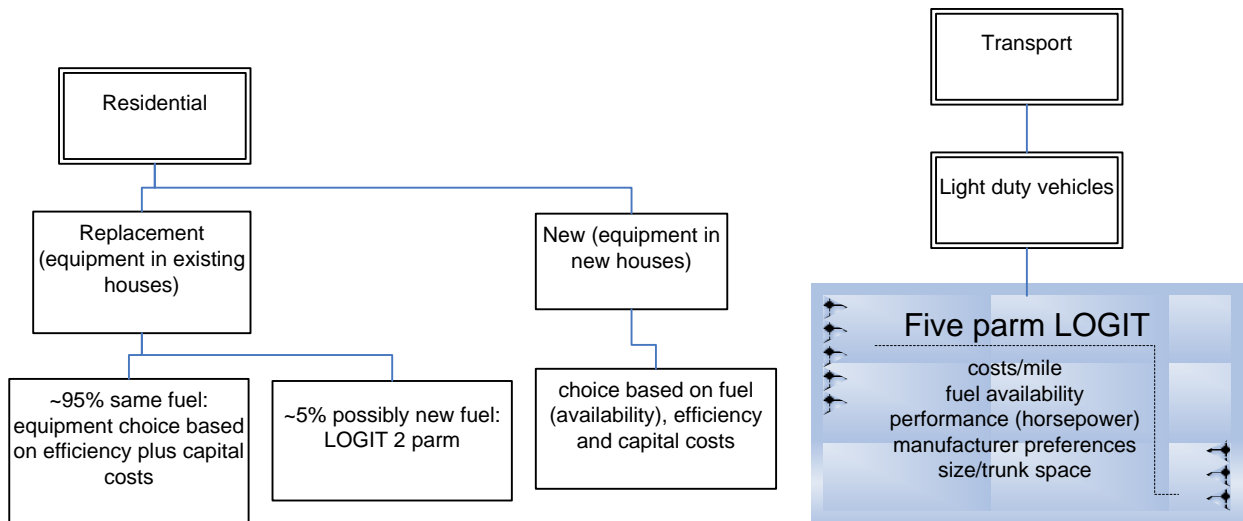 Residential
Replacement
(equipment in existing
houses)
New (equipment in
new houses)
~95% same fuel:
equipment choice based
on efficiency plus capital
costs
~5% possibly new fuel:
LOGIT 2 parm
choice based on fuel
(availability), efficiency
and capital costs
Transport
Light duty vehicles
Five parm LOGIT
costs/mile
fuel availability
performance (horsepower)
manufacturer preferences
size/trunk space